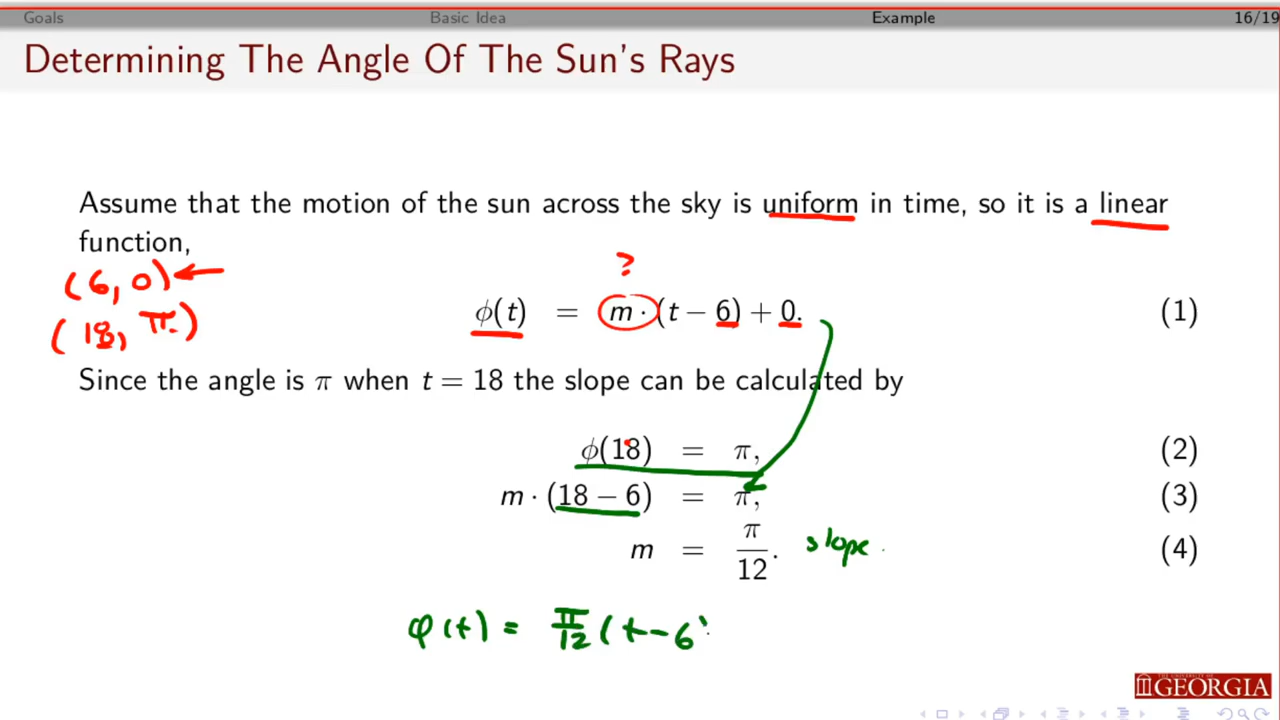 Goals Basic Idea Example 16/19
Determining The Angle Of The Sun's Rays
Assume that the motion of the sun across the sky is uniform in time, so it is a linear
function,
(6, 0)
?
ϕ(t) = m · (t − 6) + 0. (1)
(18, π)
Since the angle is π when t = 18 the slope can be calculated by
ϕ(18) = π, (2)
m · (18 − 6) = π, (3)
m = π/12. slope (4)
φ(t) = π/12 (t − 6)
GEORGIA